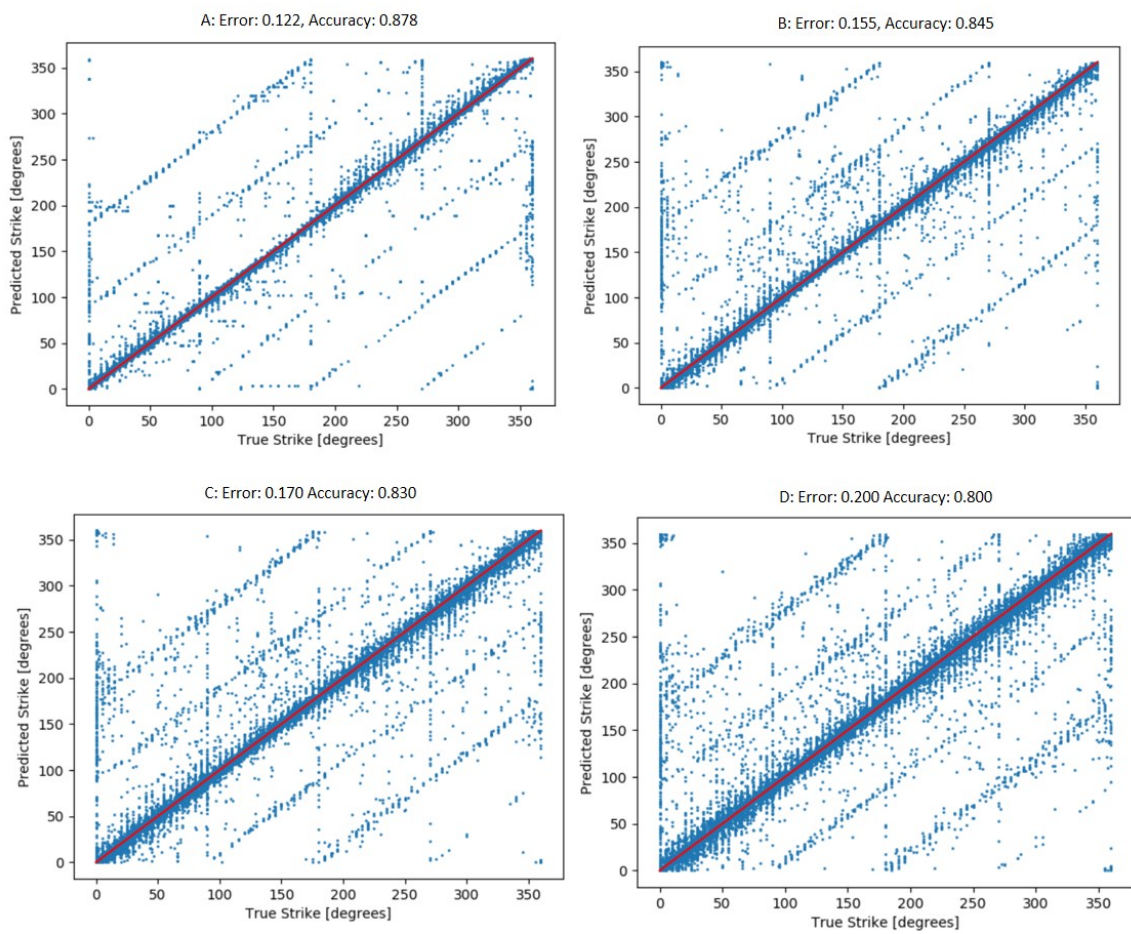 A: Error: 0.122, Accuracy: 0.878
350
300
250
200
150
100
50
0
Predicted Strike [degrees]
0 50 100 150 200 250 300 350
True Strike [degrees]
B: Error: 0.155, Accuracy: 0.845
350
300
250
200
150
100
50
0
Predicted Strike [degrees]
0 50 100 150 200 250 300 350
True Strike [degrees]
C: Error: 0.170 Accuracy: 0.830
350
300
250
200
150
100
50
0
Predicted Strike [degrees]
0 50 100 150 200 250 300 350
True Strike [degrees]
D: Error: 0.200 Accuracy: 0.800
350
300
250
200
150
100
50
0
Predicted Strike [degrees]
0 50 100 150 200 250 300 350
True Strike [degrees]